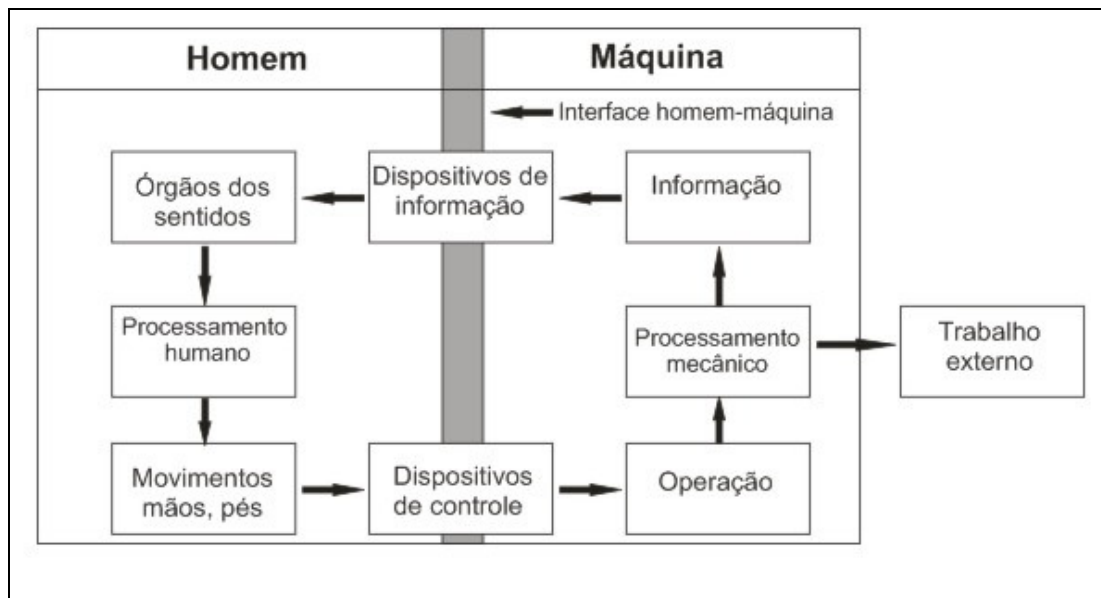 Homem
Máquina
Interface homem-máquina
Órgãos dos
sentidos
Dispositivos de
informação
Informação
Processamento
humano
Processamento
mecânico
Trabalho
externo
Movimentos
mãos, pés
Dispositivos
de controle
Operação